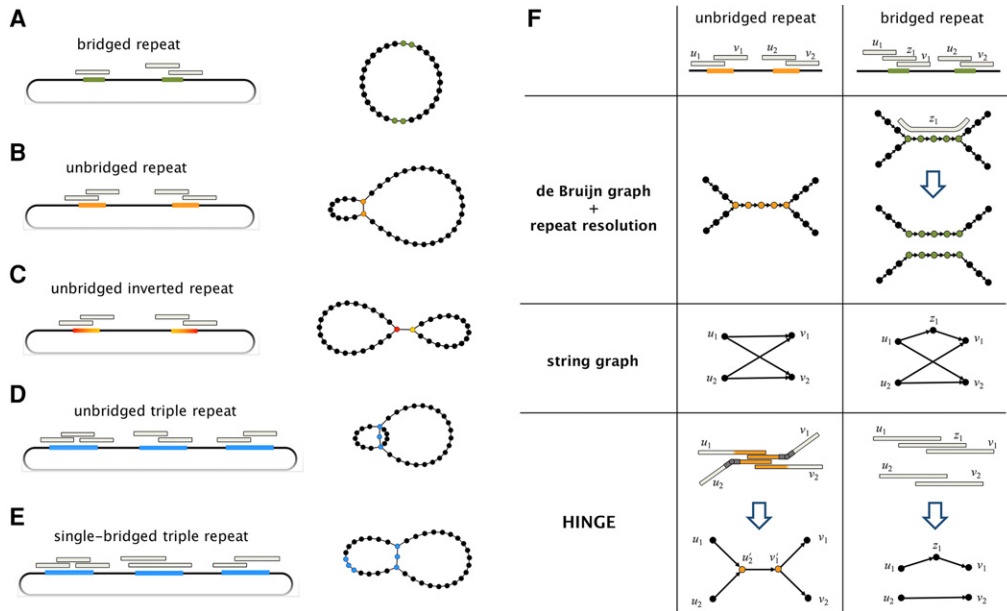 A
bridged repeat
B
unbridged repeat
C
unbridged inverted repeat
D
unbridged triple repeat
E
single-bridged triple repeat
F
unbridged repeat
bridged repeat
u1 v1 u2 v2
u1 z1 v1 u2 v2
de Bruijn graph
+
repeat resolution
z1
string graph
u1 v1
u2 v2
z1
u1 v1
u2 v2
HINGE
u1 v1
u2 v2
u1 z1 v1
u2 v2
u1 v1
u2′ v1′
u2 v2
z1
u1 v1
u2 v2